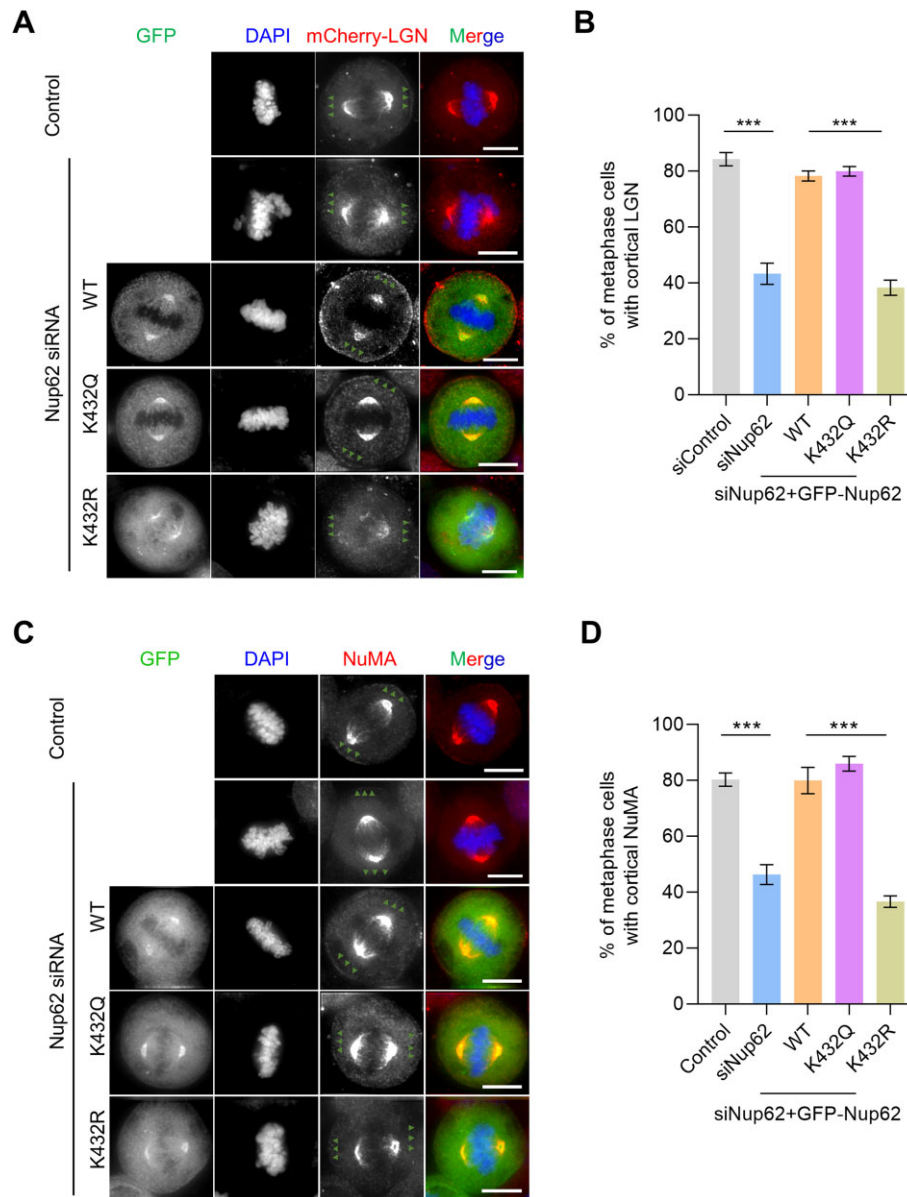 A
GFP DAPI mCherry-LGN Merge
Control
Nup62 siRNA
WT
K432Q
K432R
B
% of metaphase cells
with cortical LGN
100
80
60
40
20
0
*** ***
siControl siNup62 WT K432Q K432R
siNup62+GFP-Nup62
C
GFP DAPI NuMA Merge
Control
Nup62 siRNA
WT
K432Q
K432R
D
% of metaphase cells
with cortical NuMA
100
80
60
40
20
0
*** ***
Control siNup62 WT K432Q K432R
siNup62+GFP-Nup62